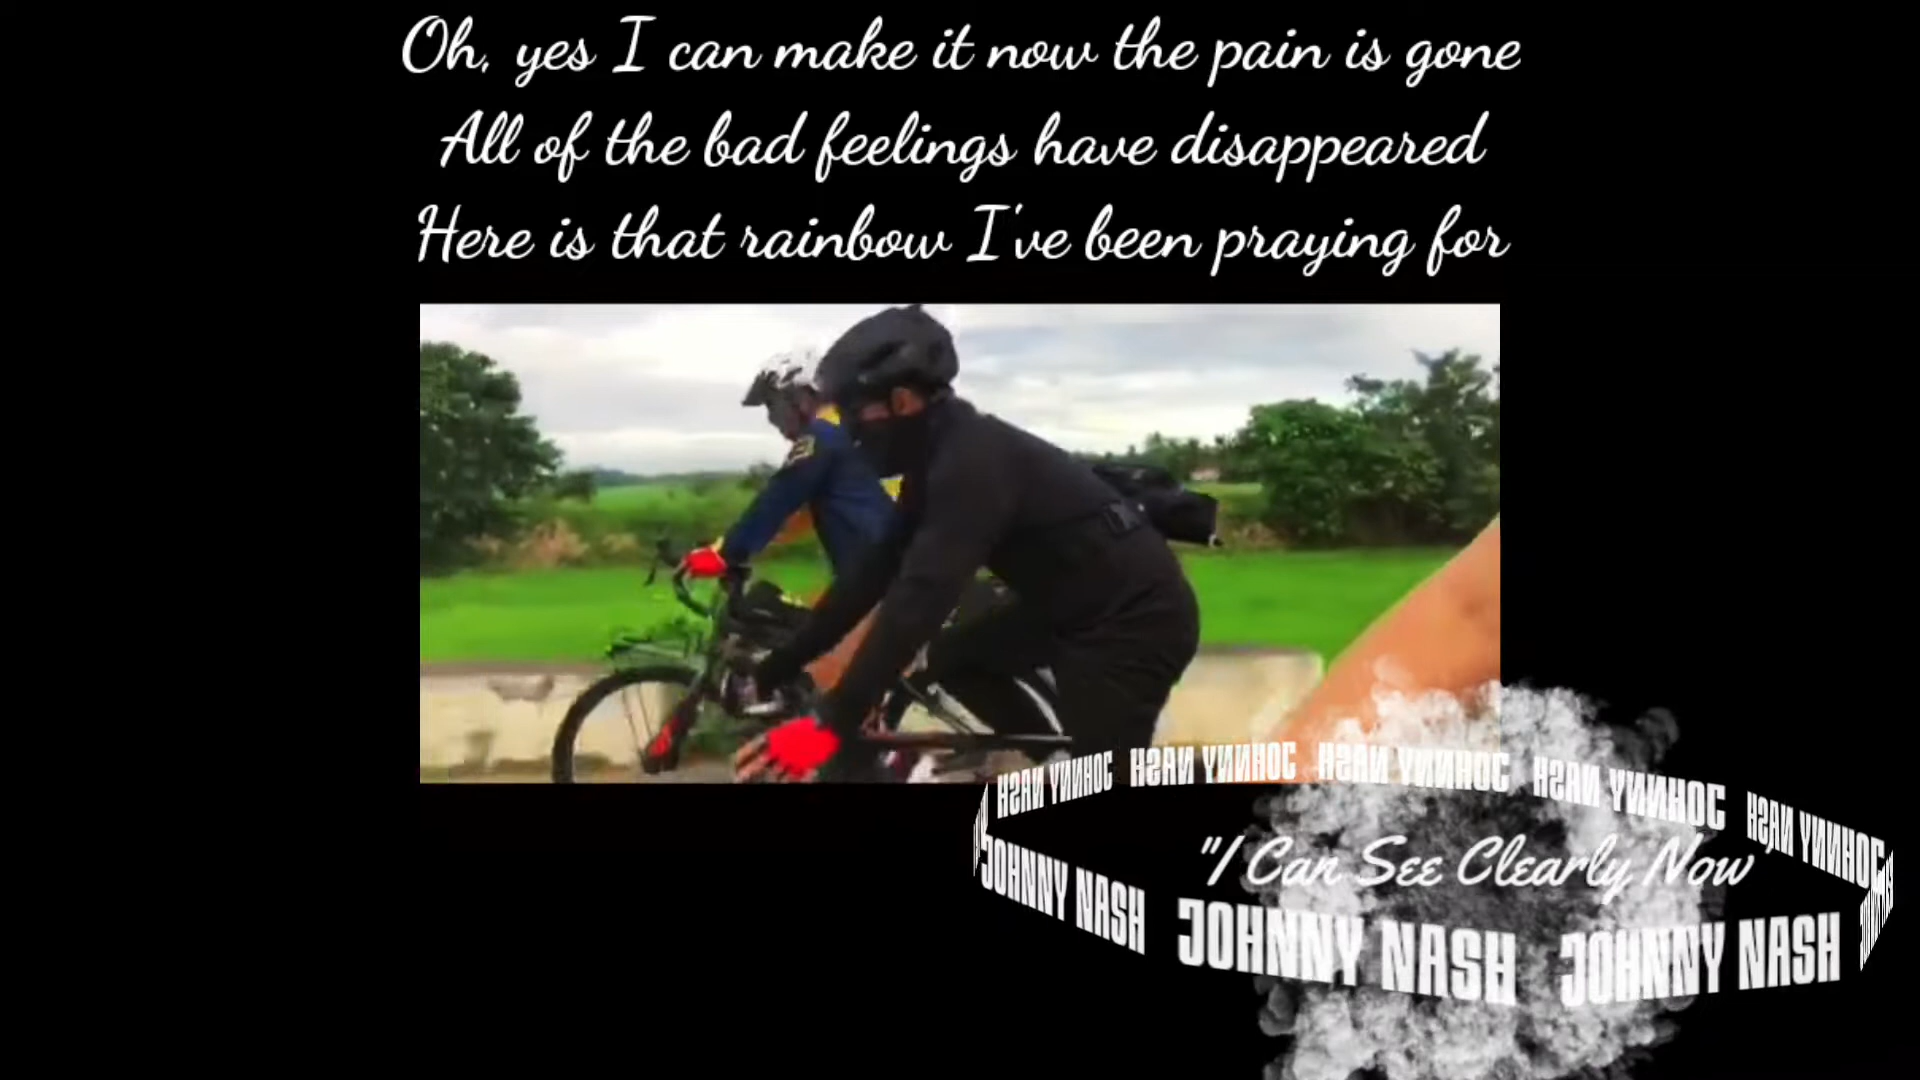 Oh, yes I can make it now the pain is gone
All of the bad feelings have disappeared
Here is that rainbow I've been praying for
JOHNNY NASH JOHNNY NASH JOHNNY NASH JOHNNY NASH JOHNNY NASH
"I Can See Clearly Now
JOHNNY NASH JOHNNY NASH JOHNNY NASH